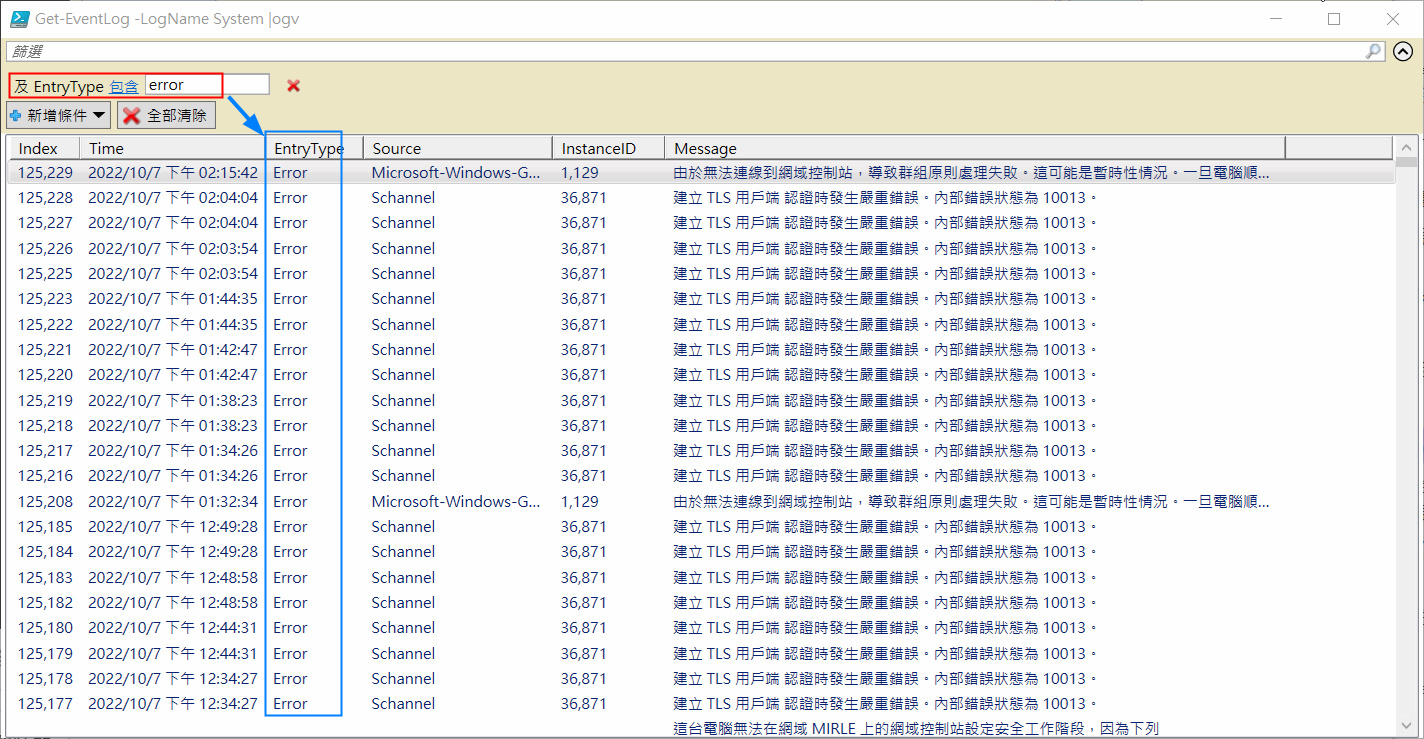 Get-EventLog -LogName System |ogv
篩選
及 EntryType 包含 error
新增條件 全部清除
Index Time EntryType Source InstanceID Message
125,229 2022/10/7 下午 02:15:42 Error Microsoft-Windows-G... 1,129 由於無法連線到網域控制站，導致群組原則處理失敗。這可能是暫時性情況。一旦電腦順...
125,228 2022/10/7 下午 02:04:04 Error Schannel 36,871 建立 TLS 用戶端 認證時發生嚴重錯誤。內部錯誤狀態為 10013。
125,227 2022/10/7 下午 02:04:04 Error Schannel 36,871 建立 TLS 用戶端 認證時發生嚴重錯誤。內部錯誤狀態為 10013。
125,226 2022/10/7 下午 02:03:54 Error Schannel 36,871 建立 TLS 用戶端 認證時發生嚴重錯誤。內部錯誤狀態為 10013。
125,225 2022/10/7 下午 02:03:54 Error Schannel 36,871 建立 TLS 用戶端 認證時發生嚴重錯誤。內部錯誤狀態為 10013。
125,223 2022/10/7 下午 01:44:35 Error Schannel 36,871 建立 TLS 用戶端 認證時發生嚴重錯誤。內部錯誤狀態為 10013。
125,222 2022/10/7 下午 01:44:35 Error Schannel 36,871 建立 TLS 用戶端 認證時發生嚴重錯誤。內部錯誤狀態為 10013。
125,221 2022/10/7 下午 01:42:47 Error Schannel 36,871 建立 TLS 用戶端 認證時發生嚴重錯誤。內部錯誤狀態為 10013。
125,220 2022/10/7 下午 01:42:47 Error Schannel 36,871 建立 TLS 用戶端 認證時發生嚴重錯誤。內部錯誤狀態為 10013。
125,219 2022/10/7 下午 01:38:23 Error Schannel 36,871 建立 TLS 用戶端 認證時發生嚴重錯誤。內部錯誤狀態為 10013。
125,218 2022/10/7 下午 01:38:23 Error Schannel 36,871 建立 TLS 用戶端 認證時發生嚴重錯誤。內部錯誤狀態為 10013。
125,217 2022/10/7 下午 01:34:26 Error Schannel 36,871 建立 TLS 用戶端 認證時發生嚴重錯誤。內部錯誤狀態為 10013。
125,216 2022/10/7 下午 01:34:26 Error Schannel 36,871 建立 TLS 用戶端 認證時發生嚴重錯誤。內部錯誤狀態為 10013。
125,208 2022/10/7 下午 01:32:34 Error Microsoft-Windows-G... 1,129 由於無法連線到網域控制站，導致群組原則處理失敗。這可能是暫時性情況。一旦電腦順...
125,185 2022/10/7 下午 12:49:28 Error Schannel 36,871 建立 TLS 用戶端 認證時發生嚴重錯誤。內部錯誤狀態為 10013。
125,184 2022/10/7 下午 12:49:28 Error Schannel 36,871 建立 TLS 用戶端 認證時發生嚴重錯誤。內部錯誤狀態為 10013。
125,183 2022/10/7 下午 12:48:58 Error Schannel 36,871 建立 TLS 用戶端 認證時發生嚴重錯誤。內部錯誤狀態為 10013。
125,182 2022/10/7 下午 12:48:58 Error Schannel 36,871 建立 TLS 用戶端 認證時發生嚴重錯誤。內部錯誤狀態為 10013。
125,180 2022/10/7 下午 12:44:31 Error Schannel 36,871 建立 TLS 用戶端 認證時發生嚴重錯誤。內部錯誤狀態為 10013。
125,179 2022/10/7 下午 12:44:31 Error Schannel 36,871 建立 TLS 用戶端 認證時發生嚴重錯誤。內部錯誤狀態為 10013。
125,178 2022/10/7 下午 12:34:27 Error Schannel 36,871 建立 TLS 用戶端 認證時發生嚴重錯誤。內部錯誤狀態為 10013。
125,177 2022/10/7 下午 12:34:27 Error Schannel 36,871 建立 TLS 用戶端 認證時發生嚴重錯誤。內部錯誤狀態為 10013。
這台電腦無法在網域 MIRLE 上的網域控制站設定安全工作階段，因為下列